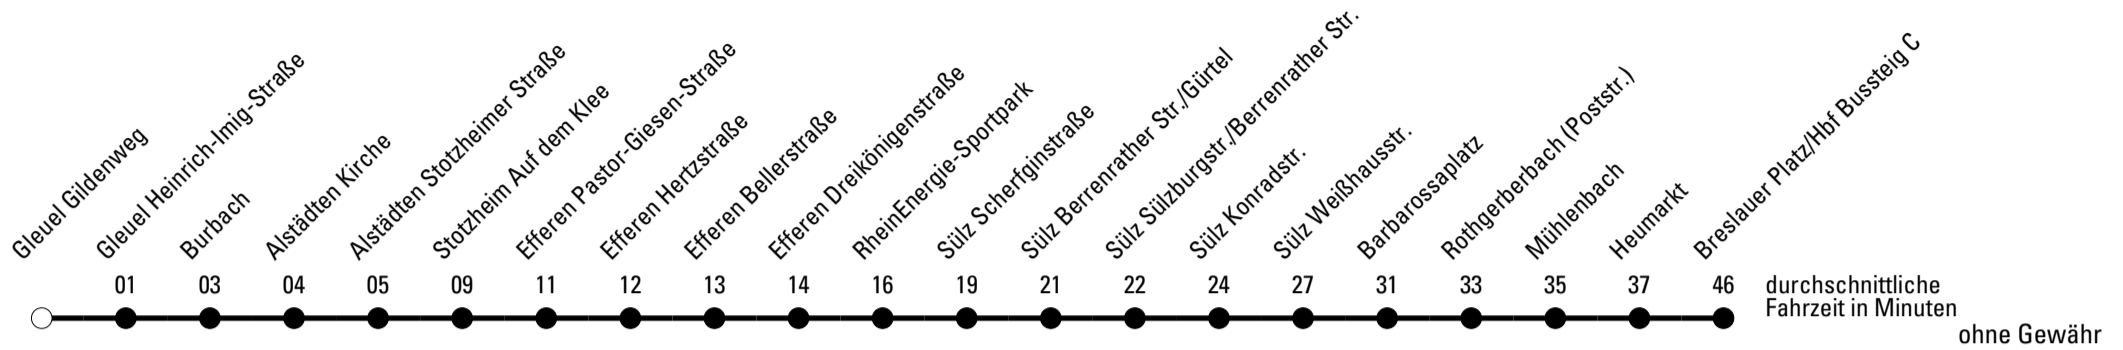 Gleuel Gildenweg
Gleuel Heinrich-Imig-Straße
Burbach
Alstädten Kirche
Alstädten Stotzheimer Straße
Stotzheim Auf dem Klee
Efferen Pastor-Giesen-Straße
Efferen Hertzstraße
Efferen Bellerstraße
Efferen Dreikönigenstraße
RheinEnergie-Sportpark
Sülz Scherfginstraße
Sülz Berrenrather Str./Gürtel
Sülz Sülzburgstr./Berrenrather Str.
Sülz Konradstr.
Sülz Weißhausstr.
Barbarossaplatz
Rothgerberbach (Poststr.)
Mühlenbach
Heumarkt
Breslauer Platz/Hbf Bussteig C
01 03 04 05 09 11 12 13 14 16 19 21 22 24 27 31 33 35 37 46 durchschnittliche
Fahrzeit in Minuten
ohne Gewähr